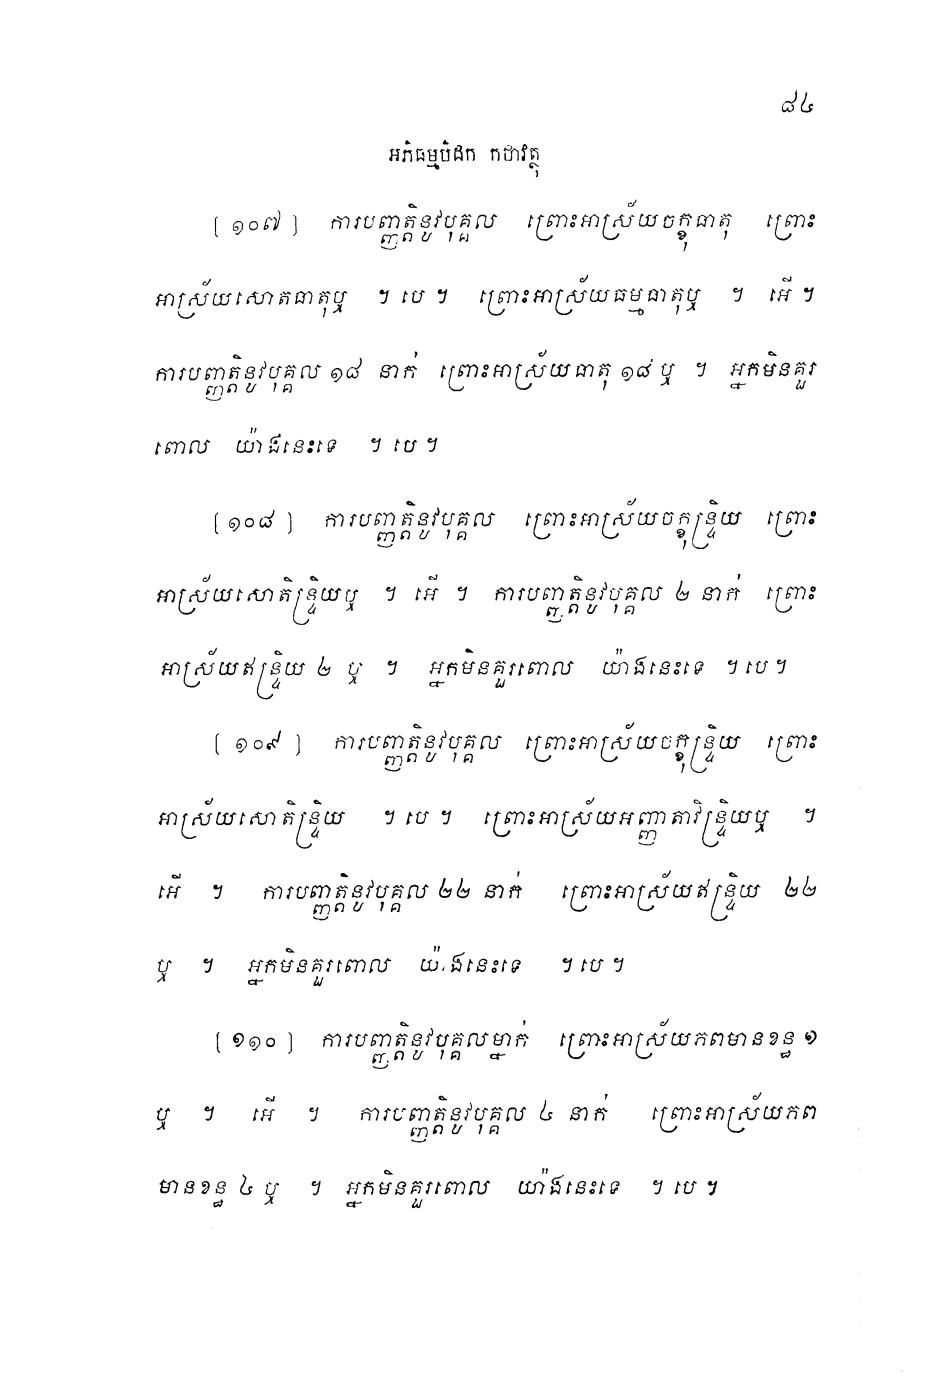 ៨៤
អភិធម្មបិដក កថាវត្ថុ
[ ១០៧ ] ការបញ្ញត្តិនូវបុគ្គល ព្រោះអាស្រ័យចក្ខុធាតុ ព្រោះ
អាស្រ័យសោតធាតុឬ ។ បេ ។ ព្រោះអាស្រ័យធម្មធាតុឬ ។ អើ ។
ការបញ្ញត្តិនូវបុគ្គល ១៨ នាក់ ព្រោះអាស្រ័យធាតុ ១៨ ឬ ។ អ្នកមិនគួរ
ពោល យ៉ាងនេះទេ ។ បេ ។
[ ១០៨ ] ការបញ្ញត្តិនូវបុគ្គល ព្រោះអាស្រ័យចក្ខុន្ទ្រិយ ព្រោះ
អាស្រ័យសោតិន្ទ្រិយឬ ។ អើ ។ ការបញ្ញត្តិនូវបុគ្គល ២ នាក់ ព្រោះ
អាស្រ័យឥន្ទ្រិយ ២ ឬ ។ អ្នកមិនគួរពោល យ៉ាងនេះទេ ។ បេ ។
[ ១០៩ ] ការបញ្ញត្តិនូវបុគ្គល ព្រោះអាស្រ័យចក្ខុន្ទ្រិយ ព្រោះ
អាស្រ័យសោតិន្ទ្រិយ ។ បេ ។ ព្រោះអាស្រ័យអញ្ញាតាវិន្ទ្រិយឬ ។
អើ ។ ការបញ្ញត្តិនូវបុគ្គល ២២ នាក់ ព្រោះអាស្រ័យឥន្ទ្រិយ ២២
ឬ ។ អ្នកមិនគួរពោល យ៉ាងនេះទេ ។ បេ ។
[ ១១០ ] ការបញ្ញត្តិនូវបុគ្គលម្នាក់ ព្រោះអាស្រ័យភពមានខន្ធ ១
ឬ ។ អើ ។ ការបញ្ញត្តិនូវបុគ្គល ៤ នាក់ ព្រោះអាស្រ័យភព
មានខន្ធ ៤ ឬ ។ អ្នកមិនគួរពោល យ៉ាងនេះទេ ។ បេ ។